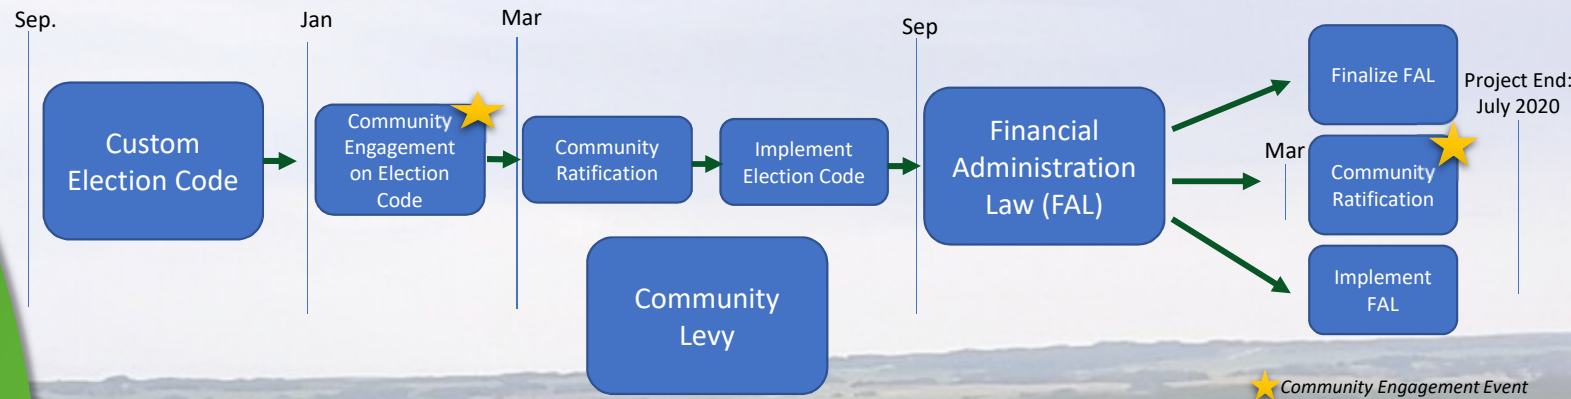 Sep.
Jan
Mar
Sep
Custom
Election Code
Community
Engagement
on Election
Code
Community
Ratification
Implement
Election Code
Community
Levy
Financial
Administration
Law (FAL)
Finalize FAL
Mar
Community
Ratification
Implement
FAL
Project End:
July 2020
Community Engagement Event